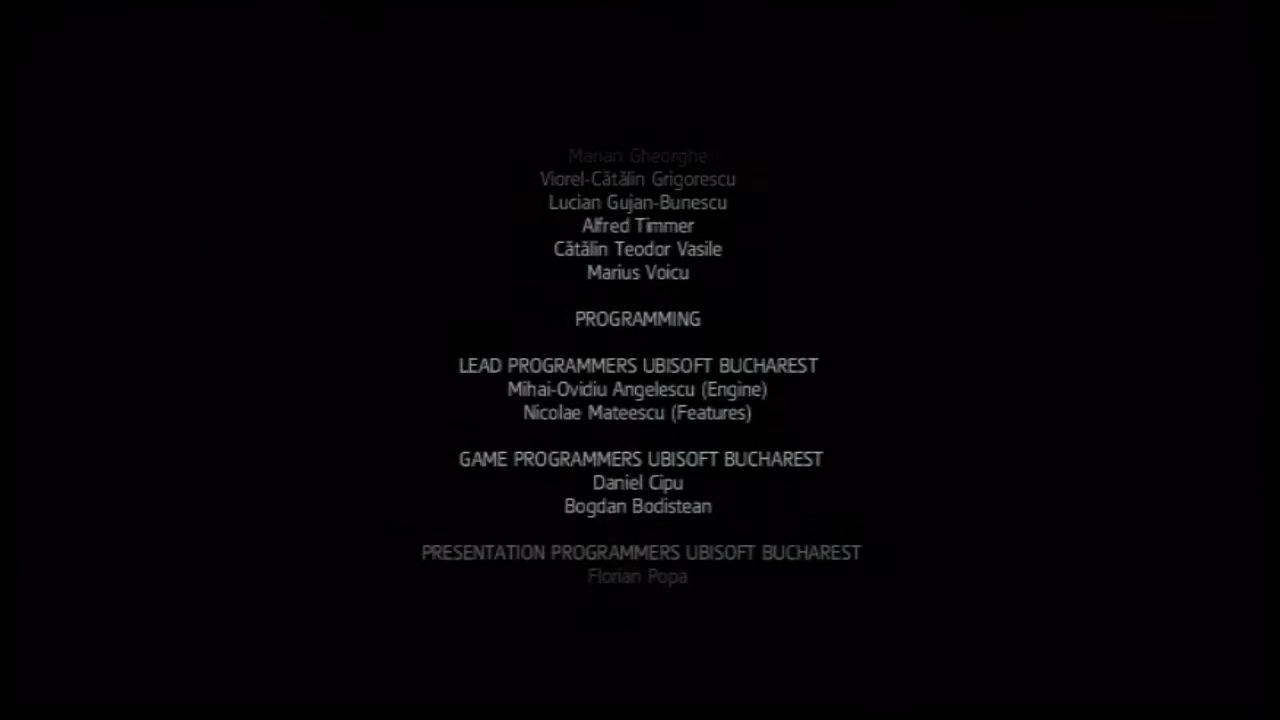 Marian Gheorghe
Viorel-Cătălin Grigorescu
Lucian Gujan-Bunescu
Alfred Timmer
Cătălin Teodor Vasile
Marius Voicu
PROGRAMMING
LEAD PROGRAMMERS UBISOFT BUCHAREST
Mihai-Ovidiu Angelescu (Engine)
Nicolae Mateescu (Features)
GAME PROGRAMMERS UBISOFT BUCHAREST
Daniel Cipu
Bogdan Bodistean
PRESENTATION PROGRAMMERS UBISOFT BUCHAREST
Florian Popa